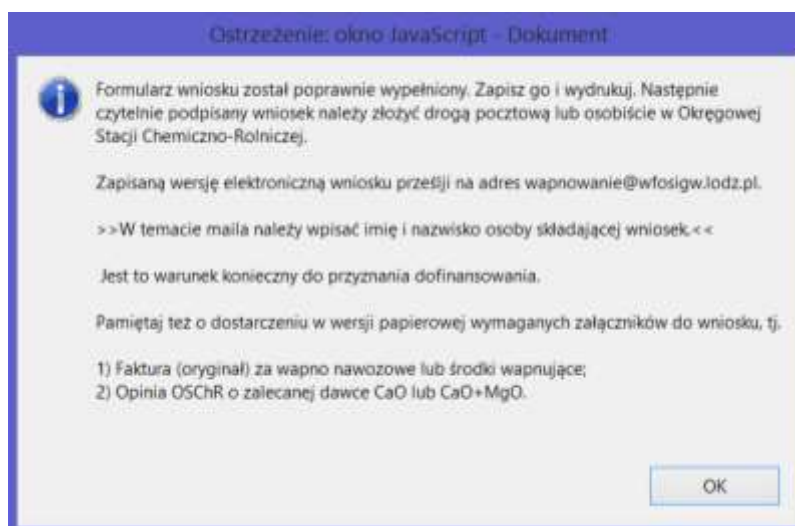 Ostrzeżenie: okno JavaScript - Dokument
Formularz wniosku został poprawnie wypełniony. Zapisz go i wydrukuj. Następnie
czytelnie podpisany wniosek należy złożyć drogą pocztową lub osobiście w Okręgowej
Stacji Chemiczno-Rolniczej.
Zapisaną wersję elektroniczną wniosku prześlji na adres wapnowanie@wfosigw.lodz.pl.
>>W temacie maila należy wpisać imię i nazwisko osoby składającej wniosek.<<
Jest to warunek konieczny do przyznania dofinansowania.
Pamiętaj też o dostarczeniu w wersji papierowej wymaganych załączników do wniosku, tj.
1) Faktura (oryginał) za wapno nawozowe lub środki wapnujące;
2) Opinia OSChR o zalecanej dawce CaO lub CaO+MgO.
OK